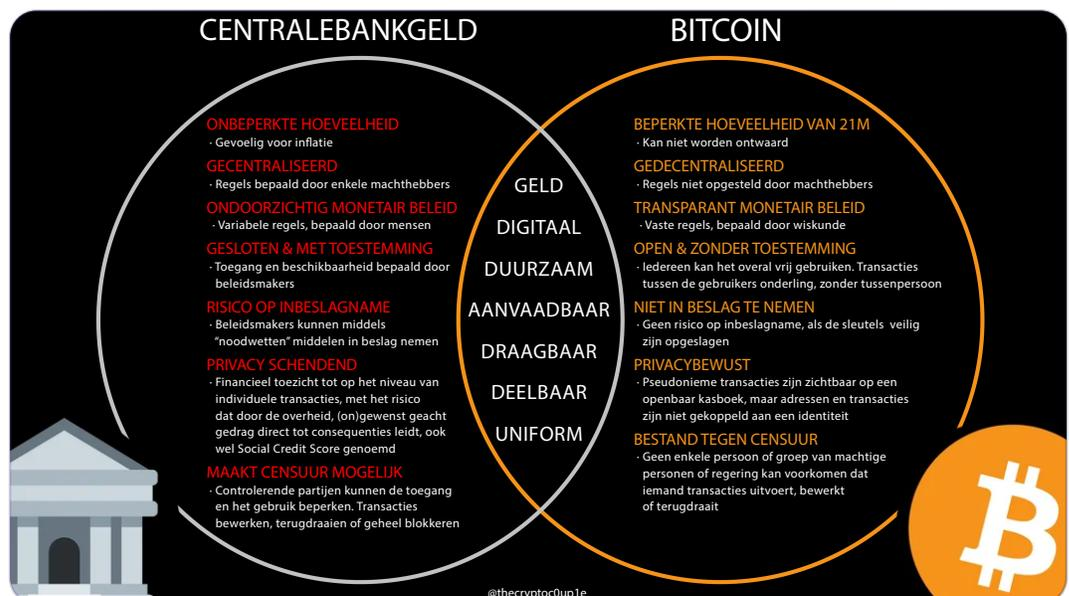 CENTRALEBANKGELD
BITCOIN
ONBEPERKTE HOEVEELHEID
· Gevoelig voor inflatie
GECENTRALISEERD
· Regels bepaald door enkele machthebbers
ONDOORZICHTIG MONETAIR BELEID
· Variabele regels, bepaald door mensen
GESLOTEN & MET TOESTEMMING
· Toegang en beschikbaarheid bepaald door
beleidsmakers
RISICO OP INBESLAGNAME
· Beleidsmakers kunnen middels
“noodwetten” middelen in beslag nemen
PRIVACY SCHENDEND
· Financieel toezicht tot op het niveau van
individuele transacties, met het risico
dat door de overheid, (on)gewenst geacht
gedrag direct tot consequenties leidt, ook
wel Social Credit Score genoemd
MAAKT CENSUUR MOGELIJK
· Controlerende partijen kunnen de toegang
en het gebruik beperken. Transacties
bewerken, terugdraaien of geheel blokkeren
GELD
DIGITAAL
DUURZAAM
AANVAADBAAR
DRAAGBAAR
DEELBAAR
UNIFORM
BEPERKTE HOEVEELHEID VAN 21M
· Kan niet worden ontwaard
GEDECENTRALISEERD
· Regels niet opgesteld door machthebbers
TRANSPARANT MONETAIR BELEID
· Vaste regels, bepaald door wiskunde
OPEN & ZONDER TOESTEMMING
· Iedereen kan het overal vrij gebruiken. Transacties
tussen de gebruikers onderling, zonder tussenpersoon
NIET IN BESLAG TE NEMEN
· Geen risico op inbeslagname, als de sleutels veilig
zijn opgeslagen
PRIVACYBEWUST
· Pseudonieme transacties zijn zichtbaar op een
openbaar kasboek, maar adressen en transacties
zijn niet gekoppeld aan een identiteit
BESTAND TEGEN CENSUUR
· Geen enkele persoon of groep van machtige
personen of regering kan voorkomen dat
iemand transacties uitvoert, bewerkt
of terugdraait
@thecryptoc0up1e